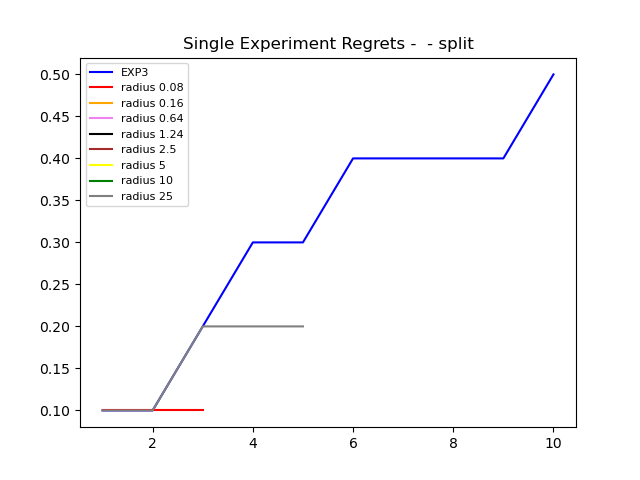 Single Experiment Regrets -  - split
EXP3
radius 0.08
radius 0.16
radius 0.64
radius 1.24
radius 2.5
radius 5
radius 10
radius 25
0.50
0.45
0.40
0.35
0.30
0.25
0.20
0.15
0.10
2 4 6 8 10